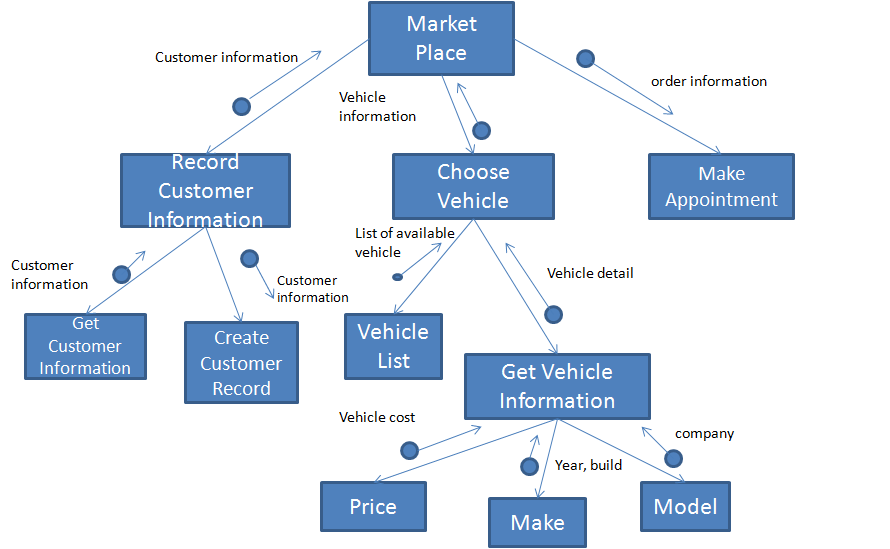 Market
Place
Customer information
Vehicle
information
order information
Record
Customer
Information
Choose
Vehicle
Make
Appointment
Customer
information
Customer
information
List of available
vehicle
Vehicle detail
Get
Customer
Information
Create
Customer
Record
Vehicle
List
Get Vehicle
Information
Vehicle cost
Year, build
company
Price
Make
Model